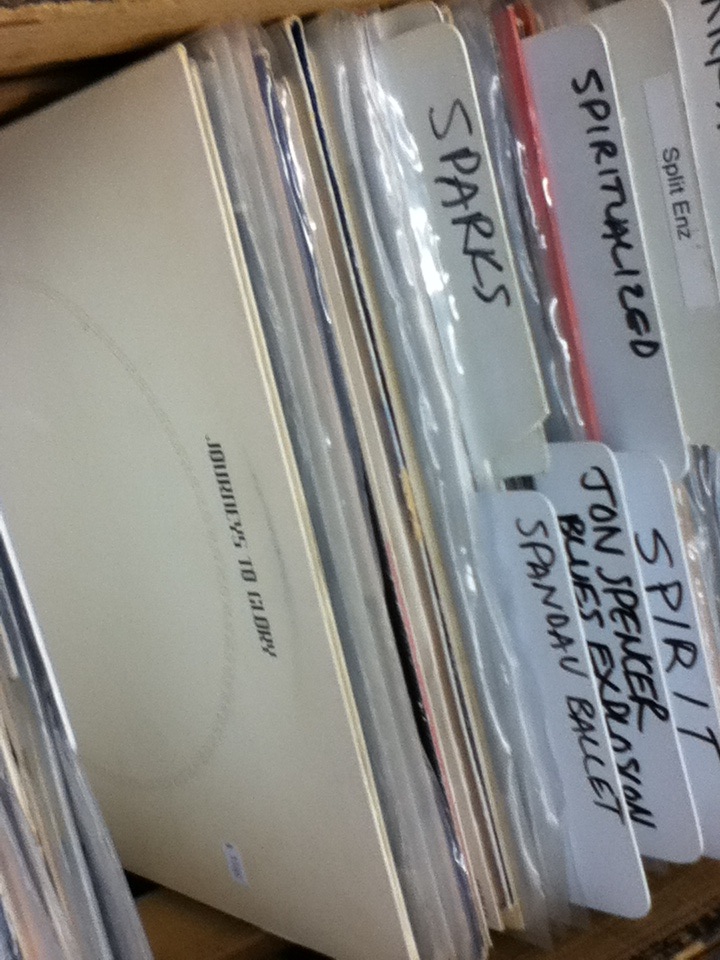 JOURNEYS TO GLORY
SPARKS
SPIRITUALIZED
Split Enz
SPANDAU BALLET
JON SPENCER
BLUES EXPLOSION
SPIRIT